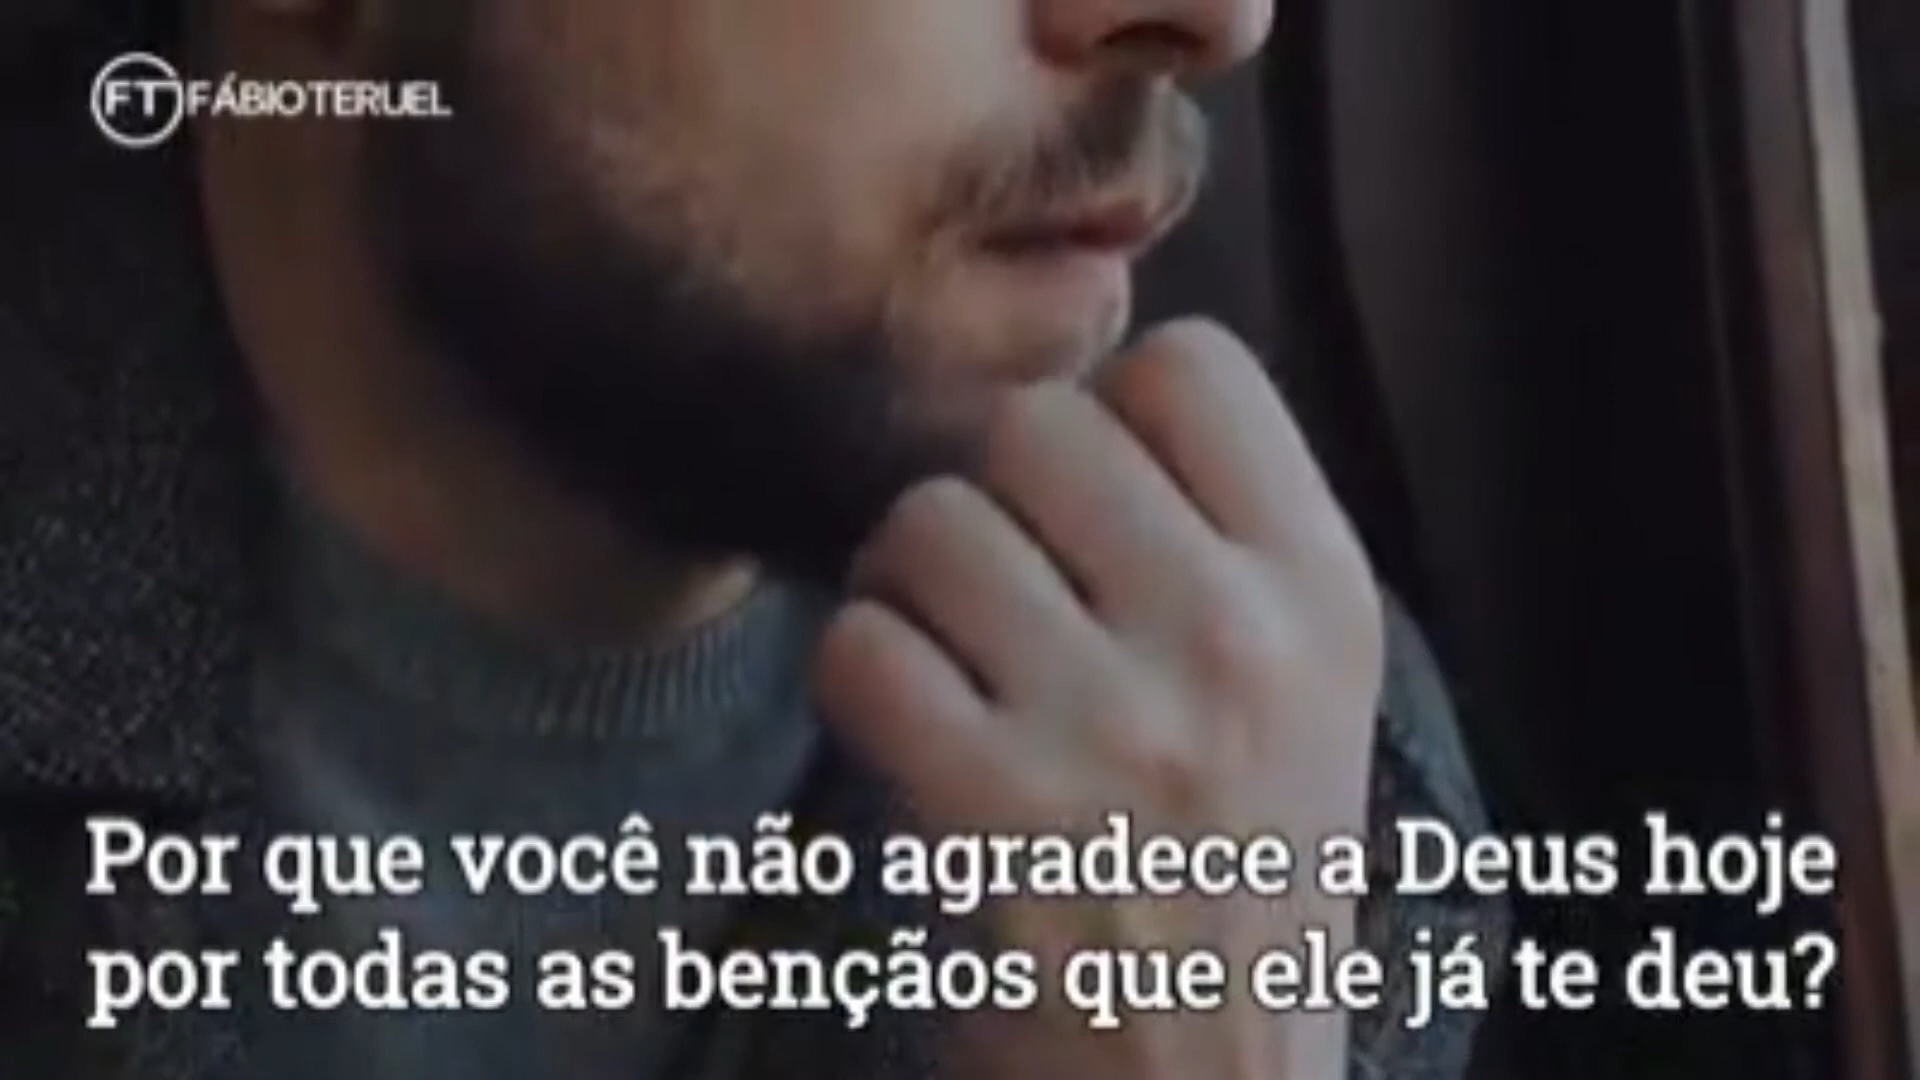 FT FÁBIOTERUEL
Por que você não agradece a Deus hoje
por todas as bençãos que ele já te deu?